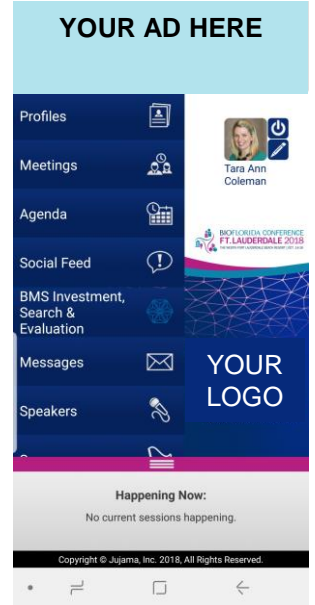 YOUR AD HERE
Profiles
Meetings
Agenda
Social Feed
BMS Investment,
Search &
Evaluation
Messages
Speakers
Tara Ann
Coleman
BIOFLORIDA CONFERENCE
FT. LAUDERDALE 2018
YOUR
LOGO
Happening Now:
No current sessions happening.
Copyright © Jujama, Inc. 2018, All Rights Reserved.